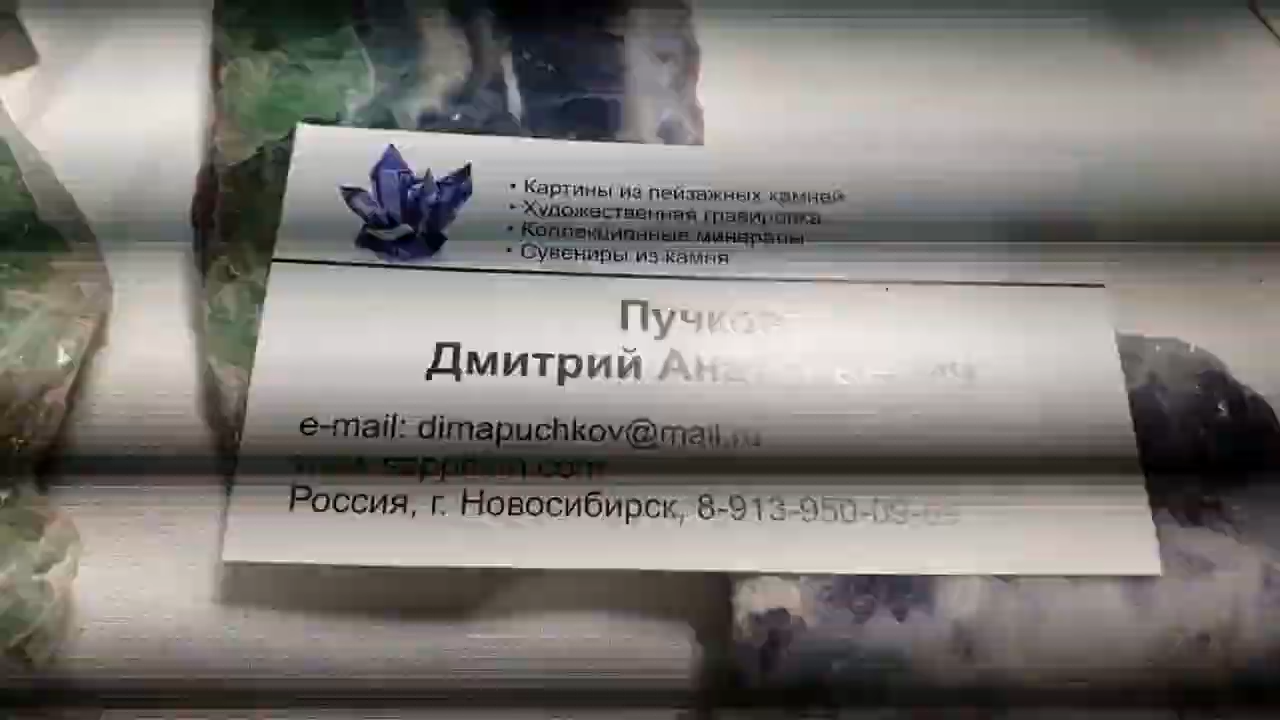 • Картины из пейзажных камней
• Художественная гравировка
• Коллекционные минералы
• Сувениры из камня
Пучков
Дмитрий
e-mail: dimapuchkov@mail.ru
Россия, г. Новосибирск, 8-913-950-09-